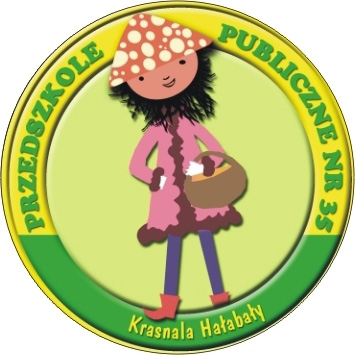 PRZEDSZKOLE PUBLICZNE NR 35
Krasnala Hałabały